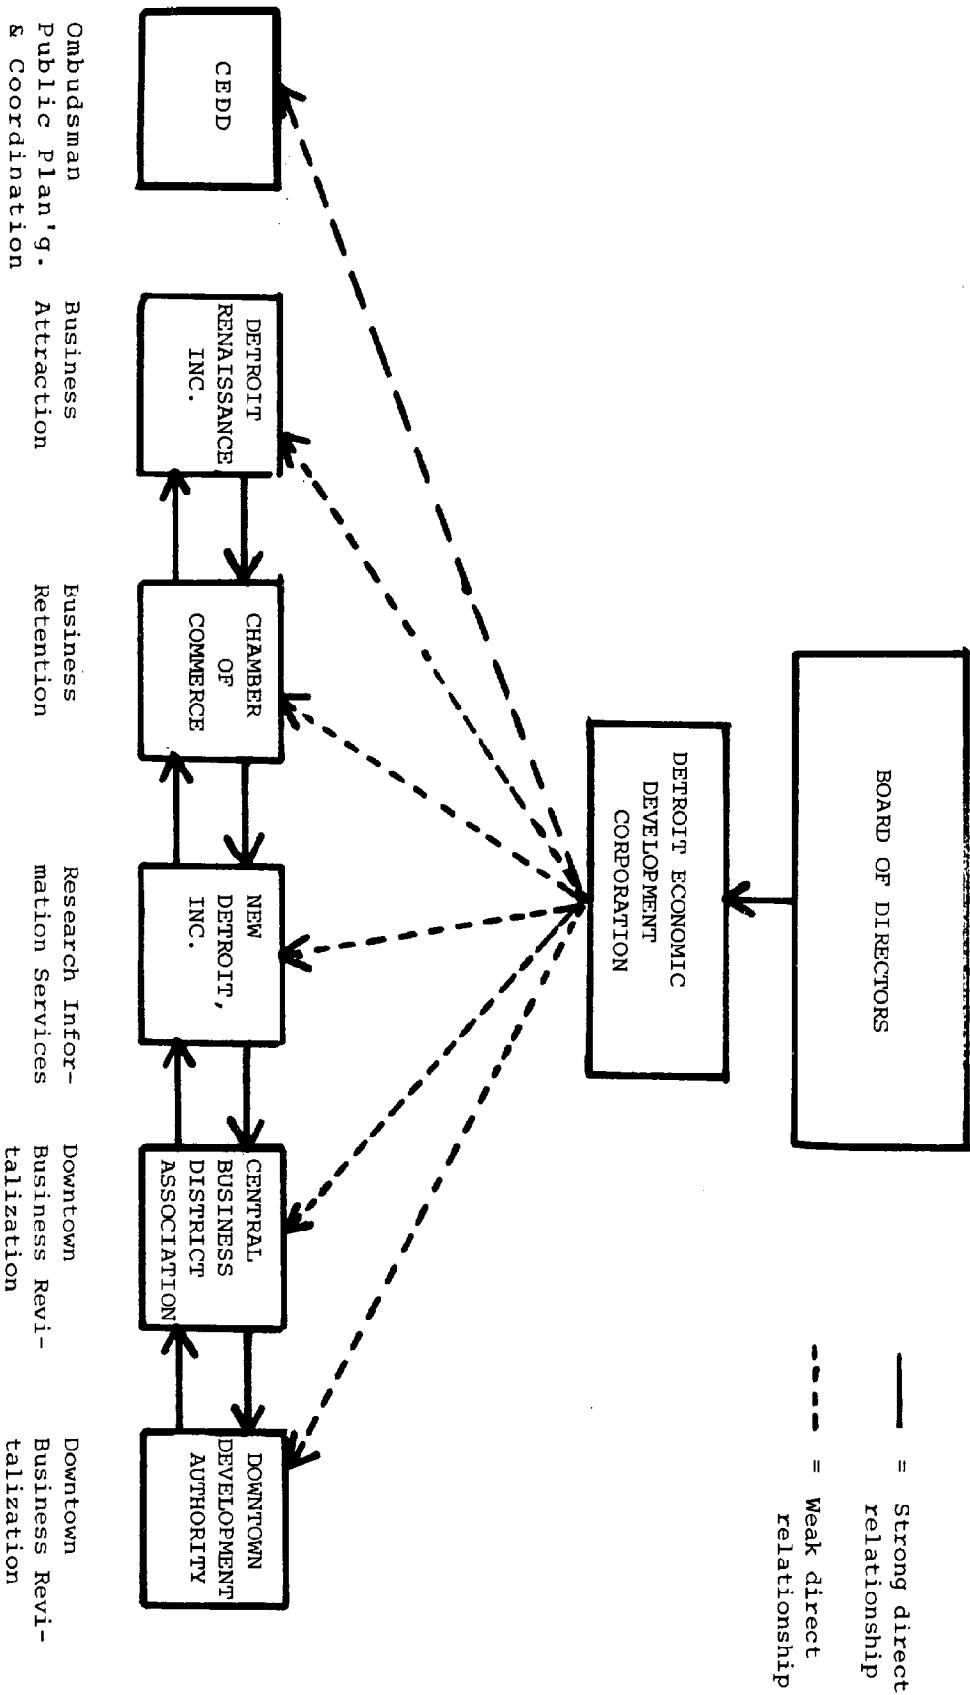 = Strong direct
relationship
= Weak direct
relationship
BOARD OF DIRECTORS
DETROIT ECONOMIC
DEVELOPMENT
CORPORATION
CEDD
DETROIT
RENAISSANCE
INC.
CHAMBER
OF
COMMERCE
NEW
DETROIT,
INC.
CENTRAL
BUSINESS
DISTRICT
ASSOCIATION
DOWNTOWN
DEVELOPMENT
AUTHORITY
Ombudsman
Public Plan'g.
& Coordination
Business
Attraction
Business
Retention
Research Infor-
mation Services
Downtown
Business Revi-
talization
Downtown
Business Revi-
talization